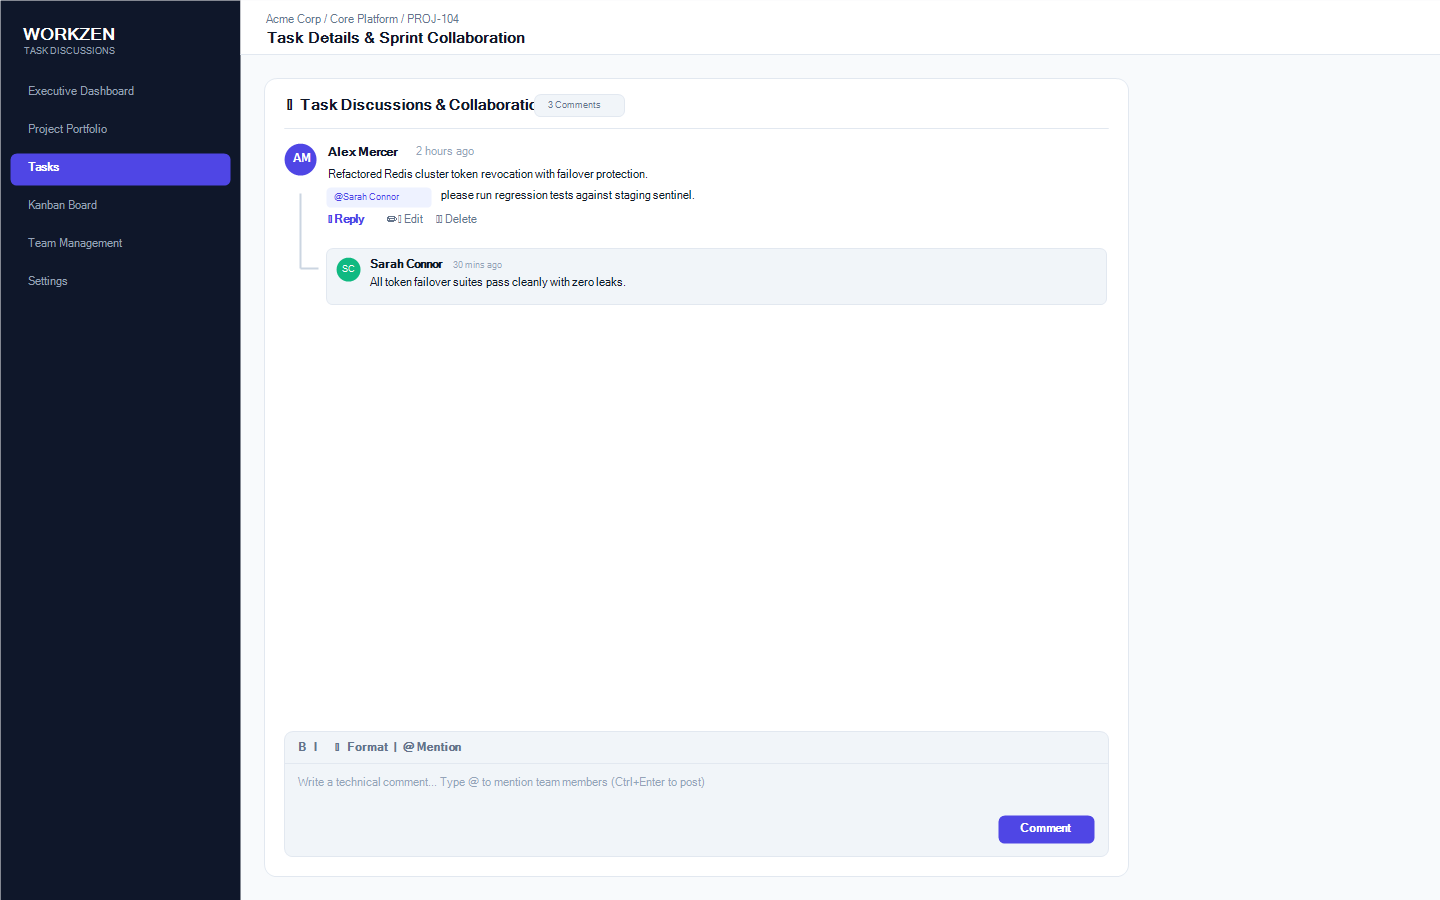 WORKZEN
TASK DISCUSSIONS
Executive Dashboard
Project Portfolio
Tasks
Kanban Board
Team Management
Settings
Acme Corp / Core Platform / PROJ-104
Task Details & Sprint Collaboration
Task Discussions & Collaboratio
3 Comments
AM
Alex Mercer 2 hours ago
Refactored Redis cluster token revocation with failover protection.
@Sarah Connor please run regression tests against staging sentinel.
Reply ✏ Edit Delete
SC
Sarah Connor 30 mins ago
All token failover suites pass cleanly with zero leaks.
B I Format | @ Mention
Write a technical comment... Type @ to mention team members (Ctrl+Enter to post)
Comment